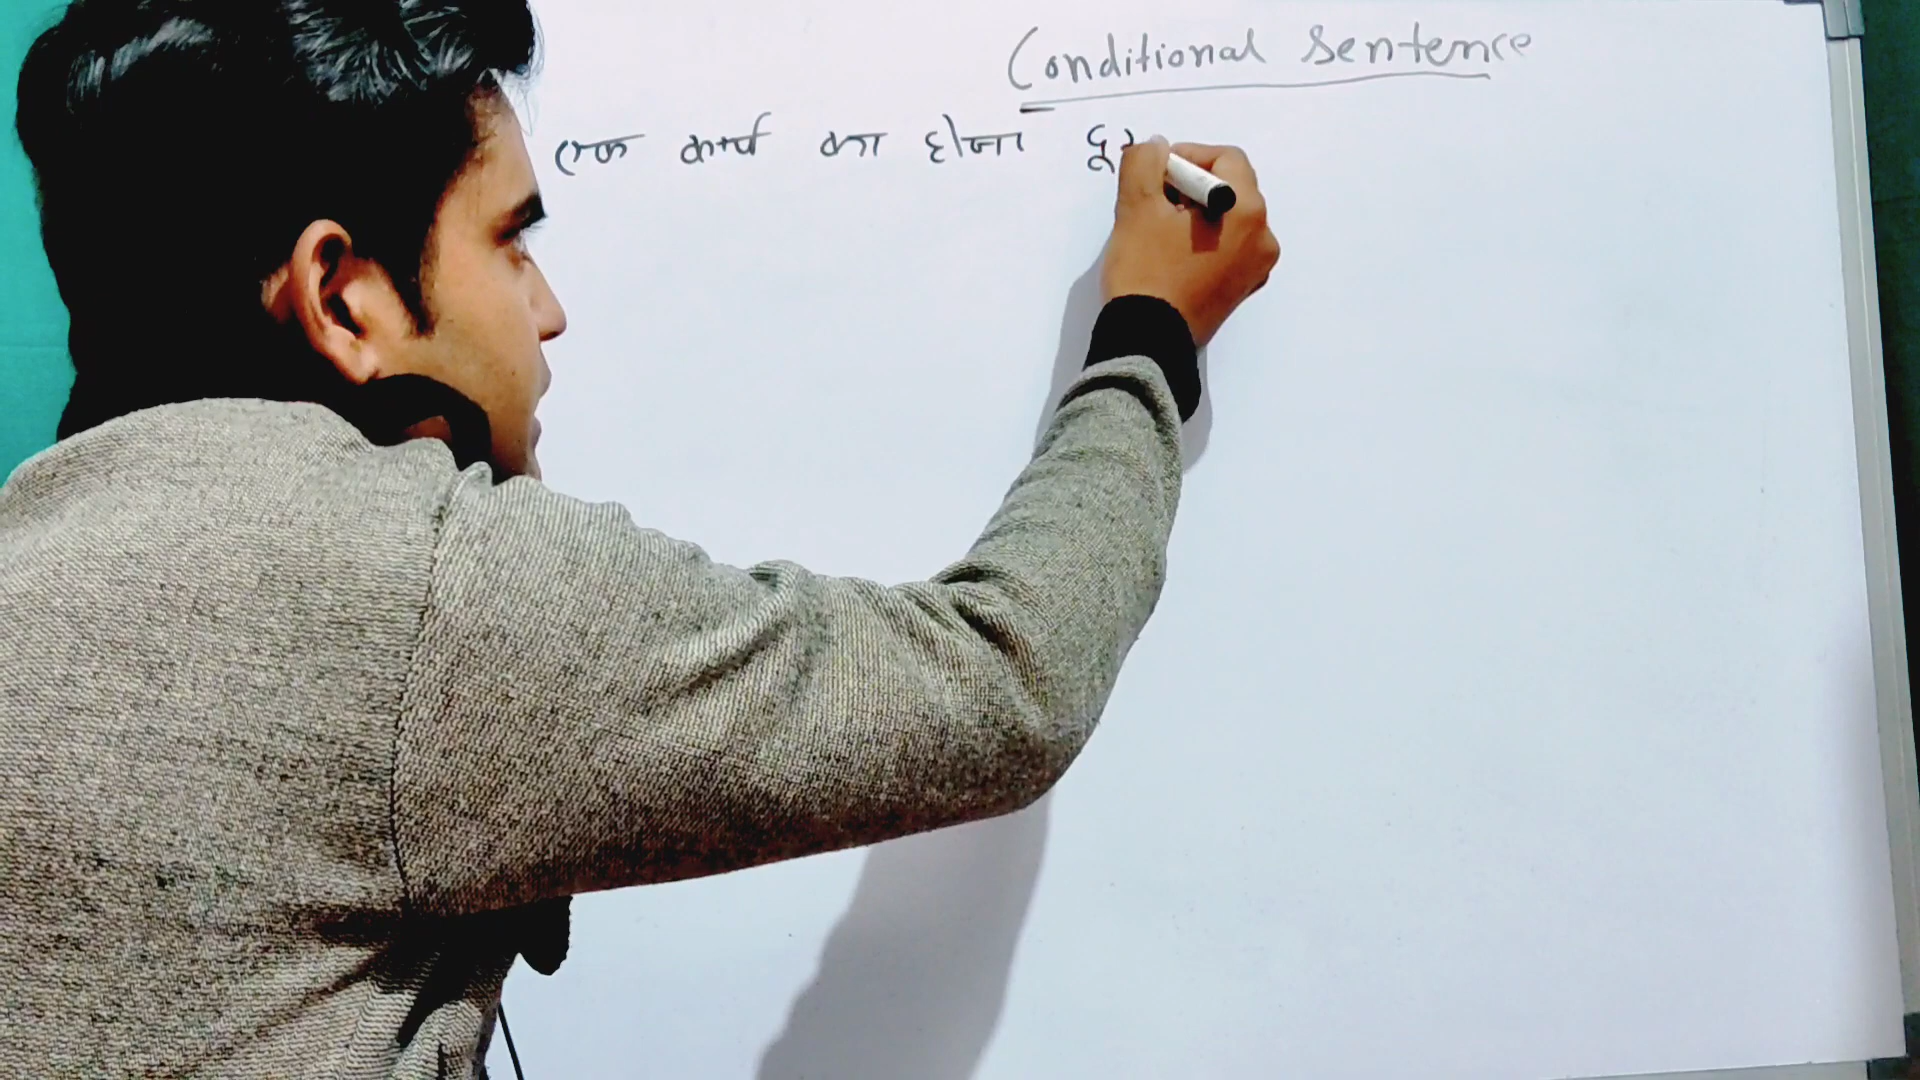 Conditional Sentence
एक कार्य का होना